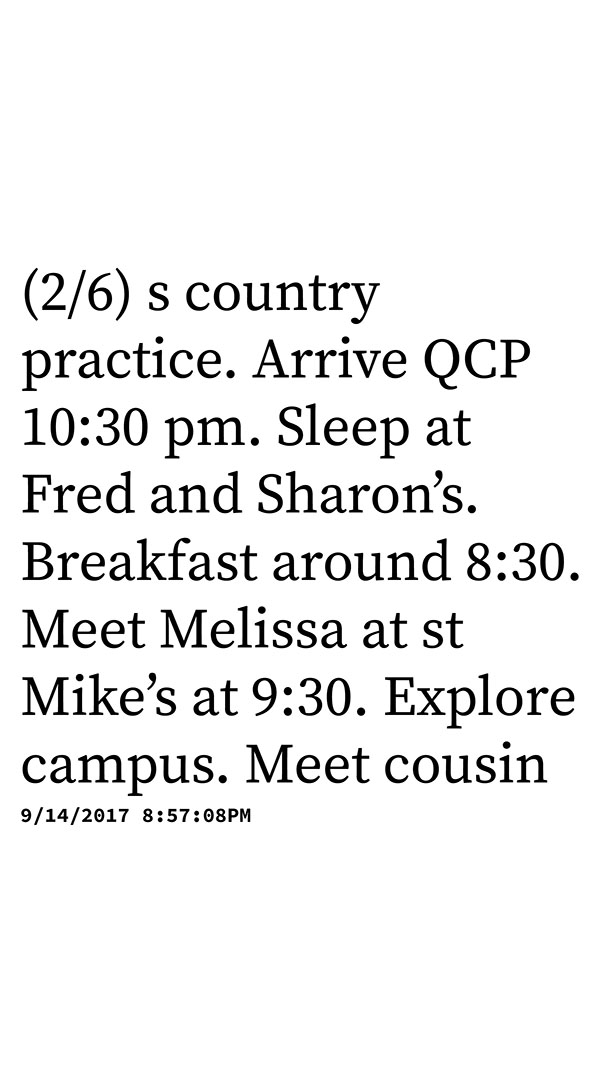 (2/6) s country
practice. Arrive QCP
10:30 pm. Sleep at
Fred and Sharon’s.
Breakfast around 8:30.
Meet Melissa at st
Mike’s at 9:30. Explore
campus. Meet cousin
9/14/2017 8:57:08PM